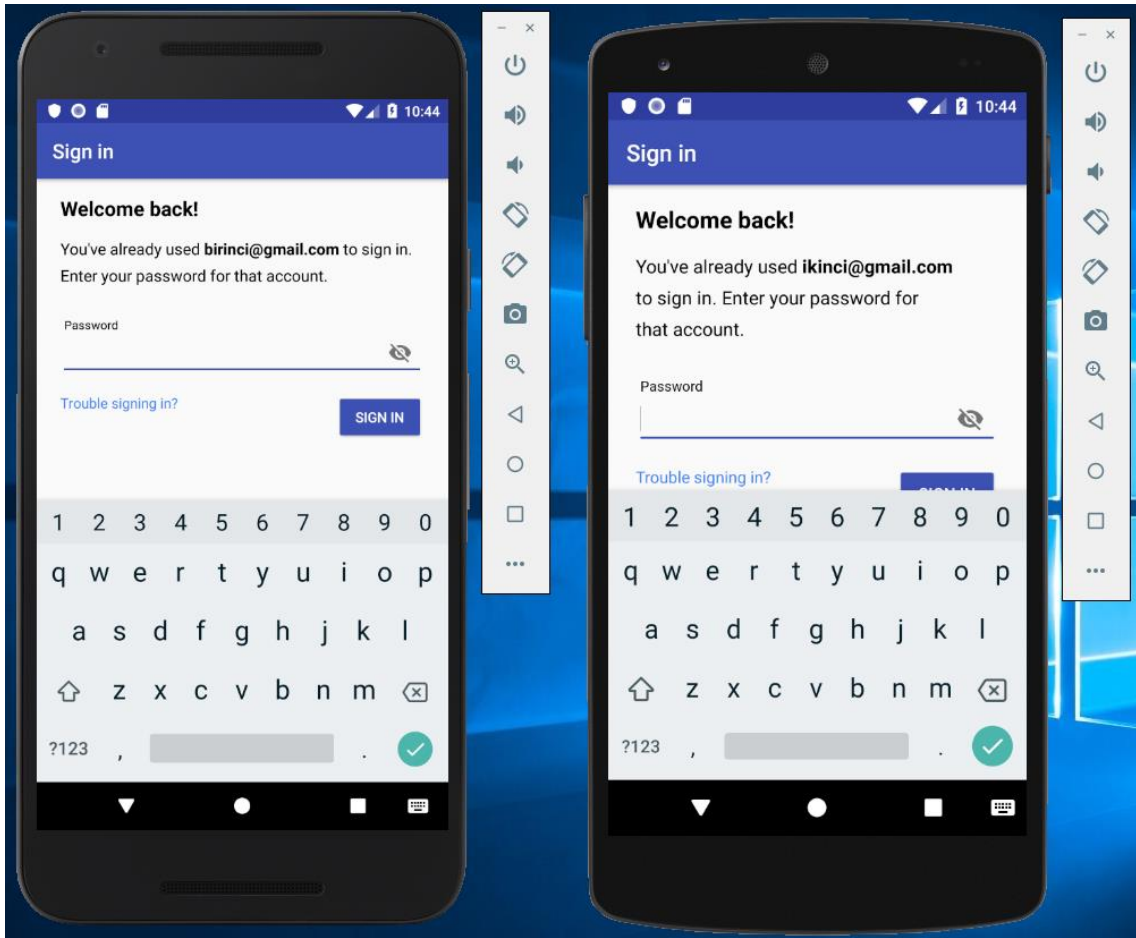 10:44
Sign in
Welcome back!
You've already used birinci@gmail.com to sign in.
Enter your password for that account.
Password
Trouble signing in?
SIGN IN
1 2 3 4 5 6 7 8 9 0
q w e r t y u i o p
a s d f g h j k l
z x c v b n m
?123 , .
10:44
Sign in
Welcome back!
You've already used ikinci@gmail.com
to sign in. Enter your password for
that account.
Password
Trouble signing in?
SIGN IN
1 2 3 4 5 6 7 8 9 0
q w e r t y u i o p
a s d f g h j k l
z x c v b n m
?123 , .